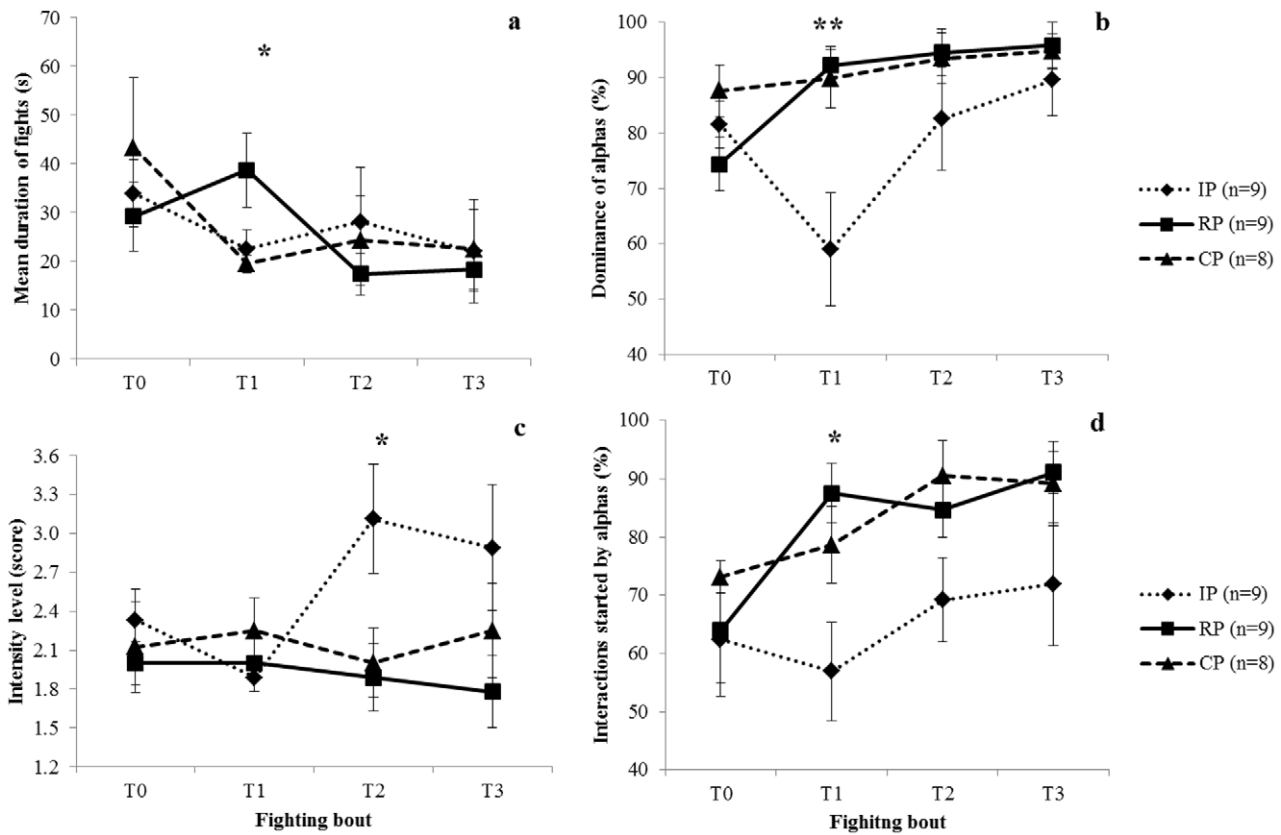 a
*
Mean duration of fights (s)
70
60
50
40
30
20
10
0
T0 T1 T2 T3
b
**
Dominance of alphas (%)
100
90
80
70
60
50
40
T0 T1 T2 T3
IP (n=9)
RP (n=9)
CP (n=8)
c
*
Intensity level (score)
3.6
3.3
3.0
2.7
2.4
2.1
1.8
1.5
1.2
T0 T1 T2 T3
Fighting bout
d
*
Interactions started by alphas (%)
100
90
80
70
60
50
40
T0 T1 T2 T3
Fighitng bout
IP (n=9)
RP (n=9)
CP (n=8)